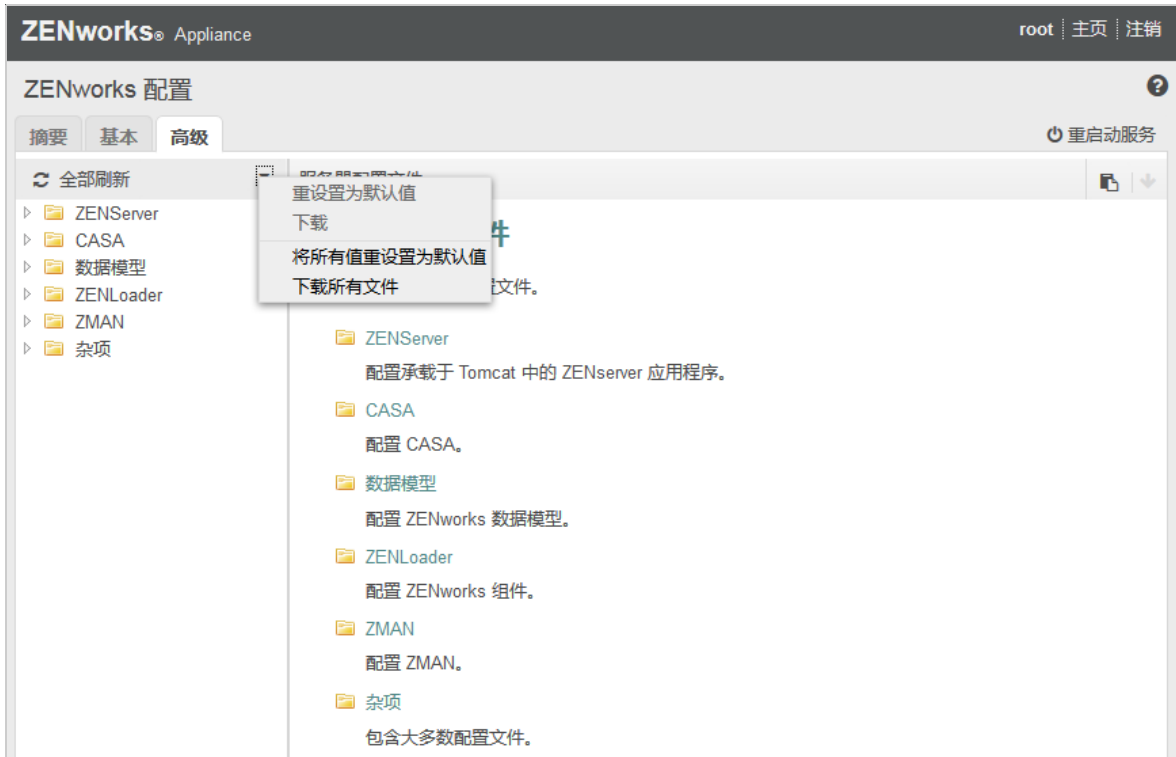 ZENworks® Appliance
root 主页 注销
ZENworks 配置
摘要 基本 高级
重启动服务
全部刷新
ZENServer
CASA
数据模型
ZENLoader
ZMAN
杂项
重设置为默认值
下载
将所有值重设置为默认值
下载所有文件
件
文件。
ZENServer
配置承载于 Tomcat 中的 ZENserver 应用程序。
CASA
配置 CASA。
数据模型
配置 ZENworks 数据模型。
ZENLoader
配置 ZENworks 组件。
ZMAN
配置 ZMAN。
杂项
包含大多数配置文件。